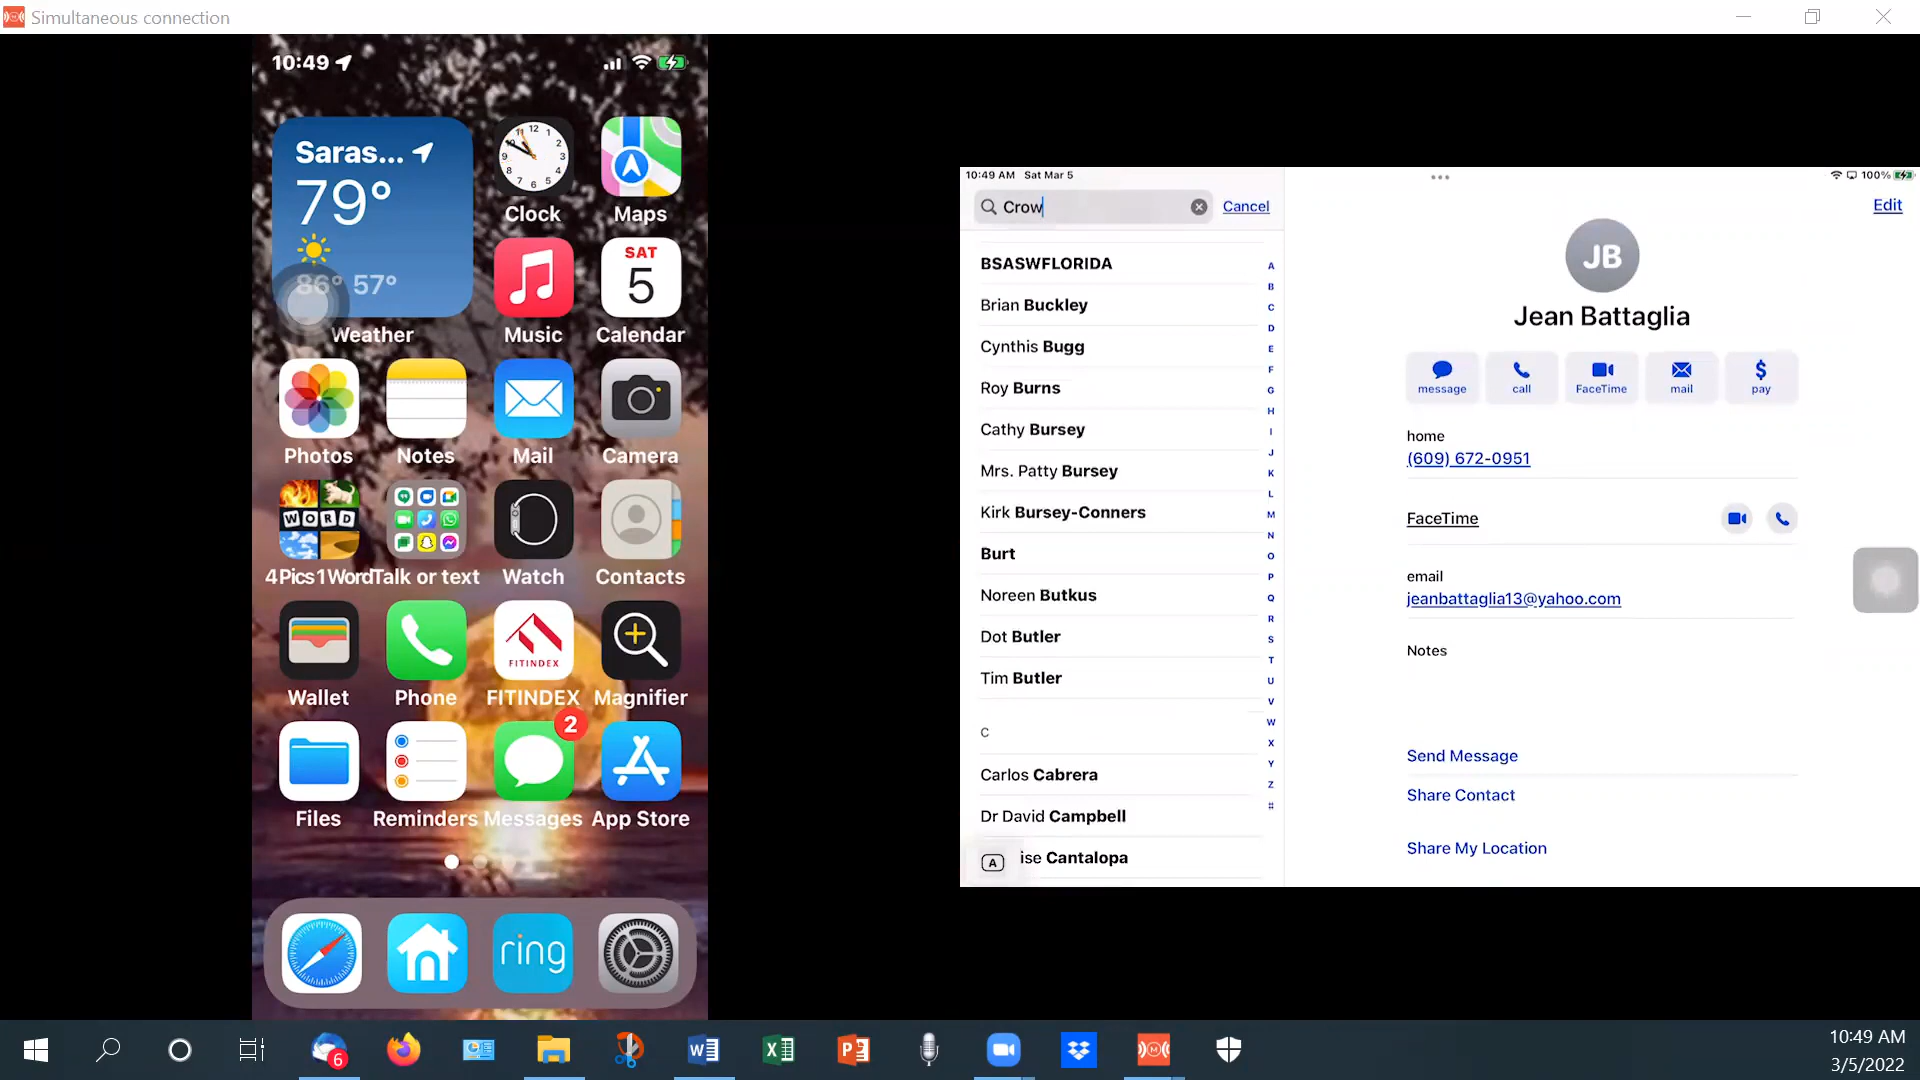 Simultaneous connection
10:49
Saras...
79°
86° 57°
Weather
Clock
Maps
Music
SAT
5
Calendar
Photos
Notes
Mail
Camera
WORD
4 Pics 1 Word
Talk or text
Watch
Contacts
Wallet
Phone
FITINDEX
FITINDEX
Magnifier
Files
Reminders
2
Messages
App Store
ring
10:49 AM Sat Mar 5
100%
Crow
Cancel
BSASWFLORIDA
Brian Buckley
Cynthis Bugg
Roy Burns
Cathy Bursey
Mrs. Patty Bursey
Kirk Bursey-Conners
Burt
Noreen Butkus
Dot Butler
Tim Butler
C
Carlos Cabrera
Dr David Campbell
A
ise Cantalopa
A
B
C
D
E
F
G
H
I
J
K
L
M
N
O
P
Q
R
S
T
U
V
W
X
Y
Z
#
Edit
JB
Jean Battaglia
message
call
FaceTime
mail
$
pay
home
(609) 672-0951
FaceTime
email
jeanbattaglia13@yahoo.com
Notes
Send Message
Share Contact
Share My Location
6
10:49 AM
3/5/2022